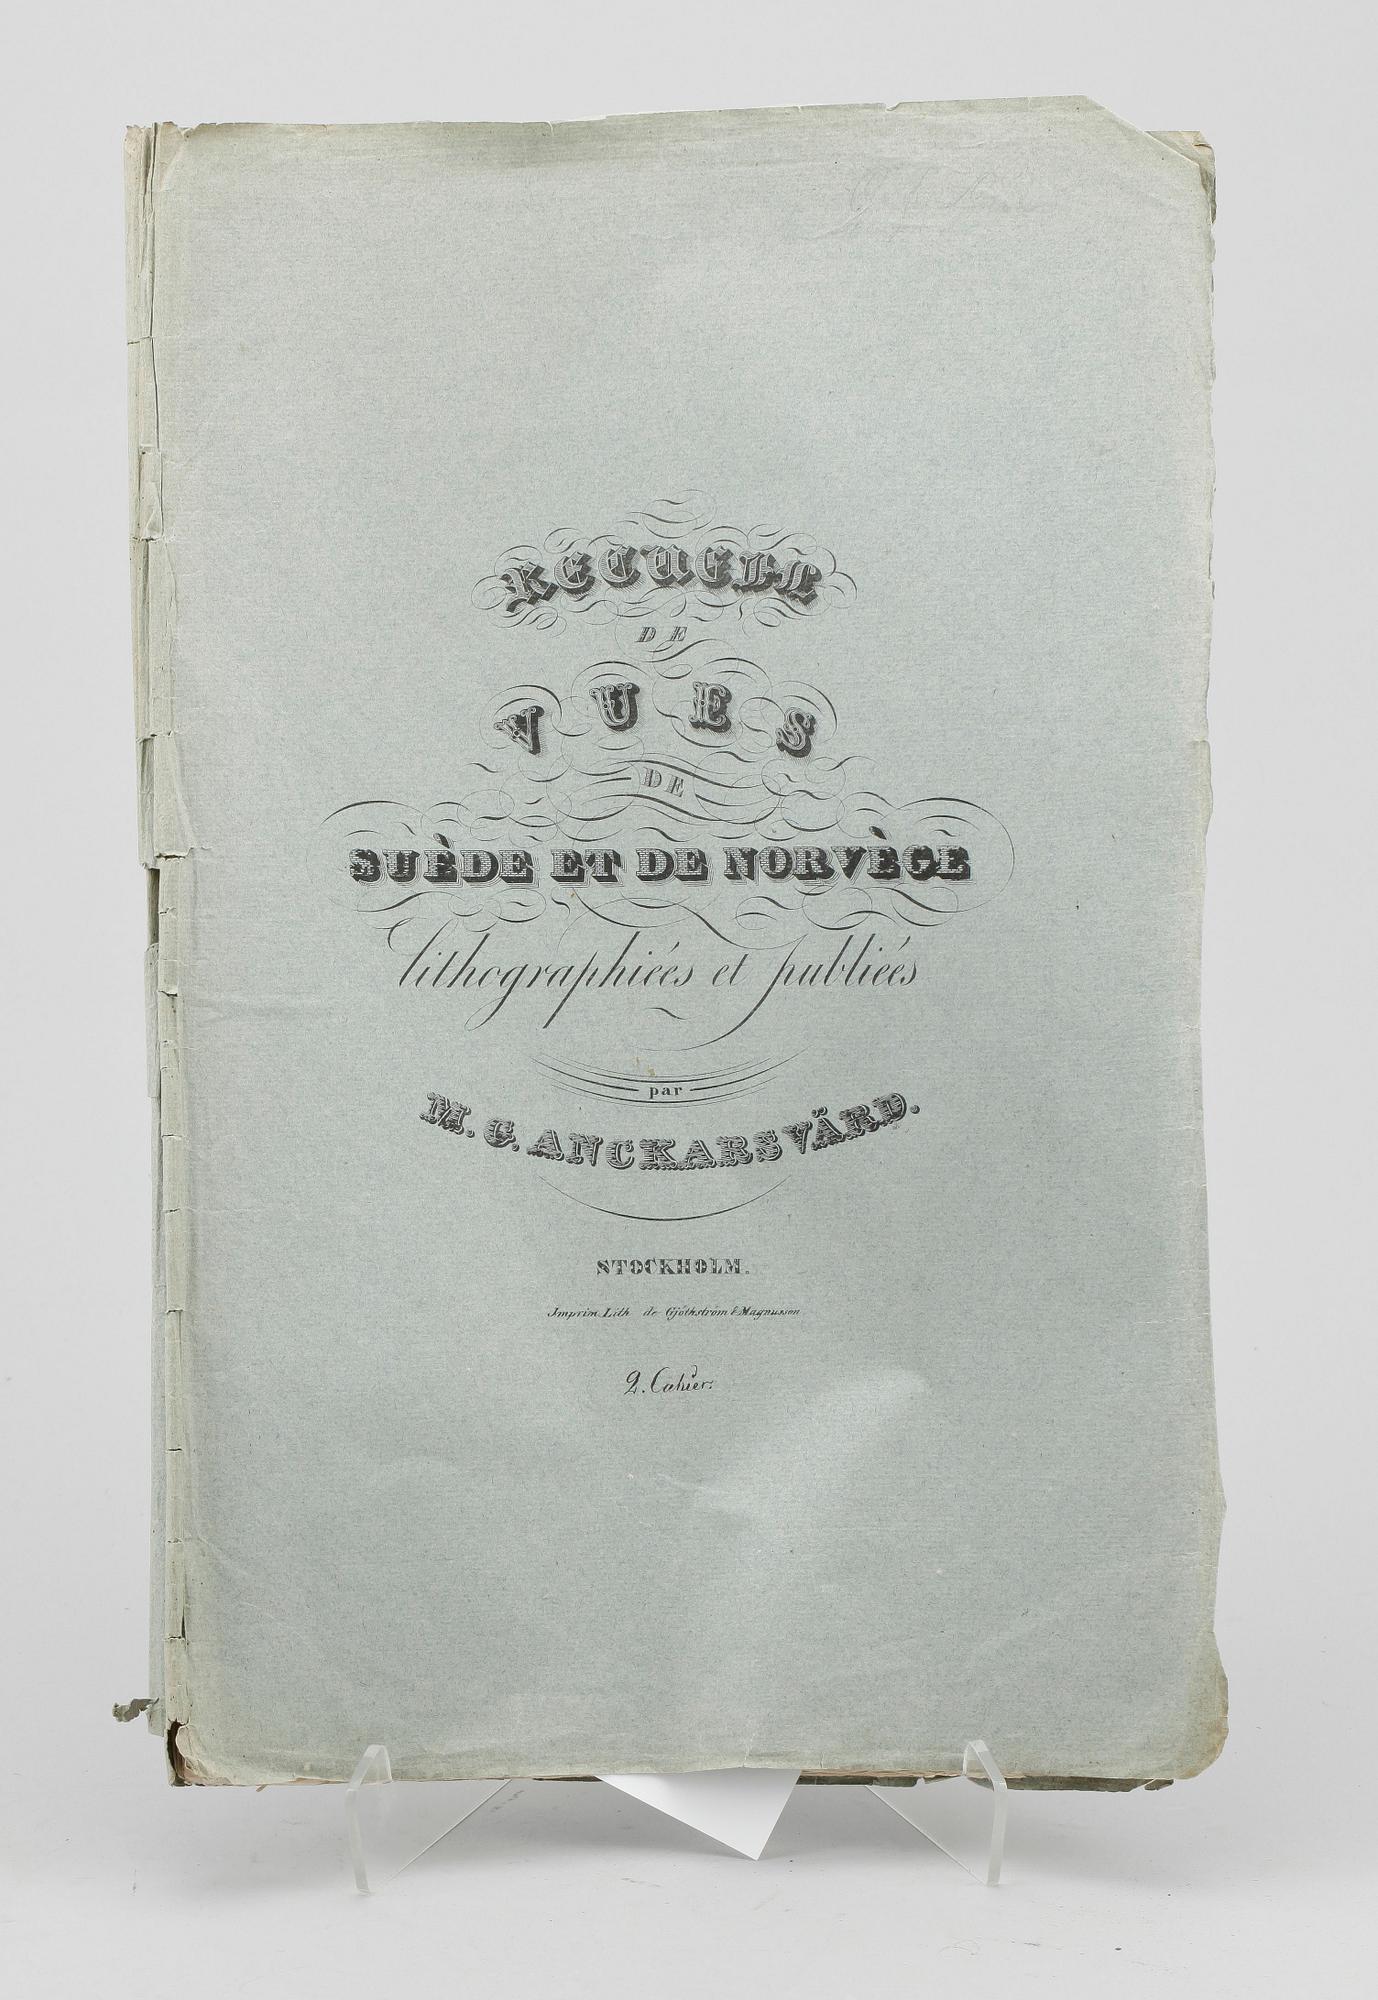 RECUEIL
DE
VUES
DE
SUÈDE ET DE NORVÈGE
lithographiées et publiées
par
M. G. ANCKARSVÄRD.
STOCKHOLM.
Imprim. Lith de Gjöthström & Magnusson
2. Cahier: